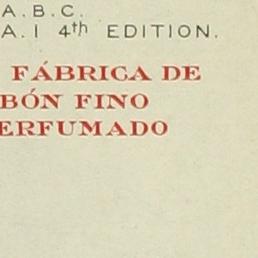 A.B.C.
A.I 4th EDITION.
FÁBRICA DE
BÓN FINO
ERFUMADO